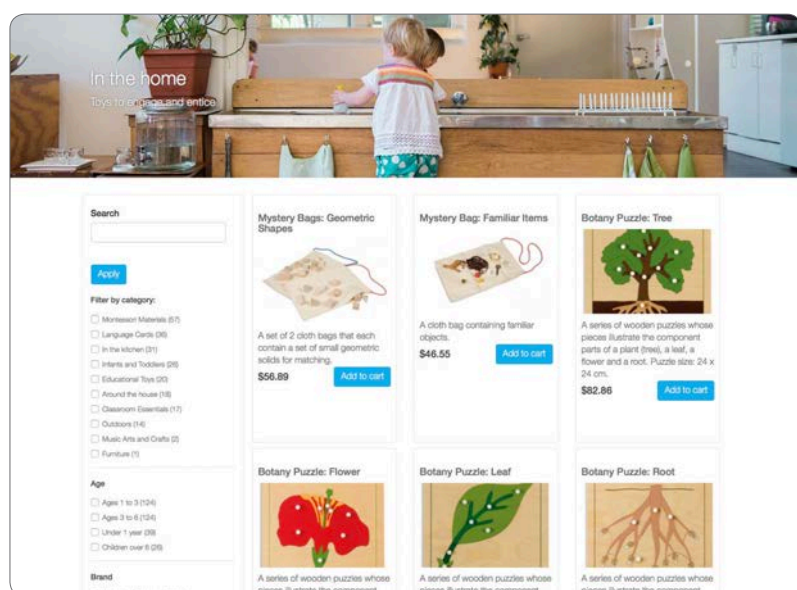 In the home
Toys to engage and entice
Search
Apply
Filter by category:
Montessori Materials (57)
Language Cards (36)
In the kitchen (31)
Infants and Toddlers (26)
Educational Toys (20)
Around the house (18)
Classroom Essentials (17)
Outdoors (14)
Music Arts and Crafts (2)
Furniture (1)
Age
Ages 1 to 3 (124)
Ages 3 to 6 (124)
Under 1 year (39)
Children over 6 (26)
Brand
Mystery Bags: Geometric
Shapes
A set of 2 cloth bags that each
contain a set of small geometric
solids for matching.
$56.89
Add to cart
Mystery Bag: Familiar Items
A cloth bag containing familiar
objects.
$46.55
Add to cart
Botany Puzzle: Tree
A series of wooden puzzles whose
pieces illustrate the component
parts of a plant (tree), a leaf, a
flower and a root. Puzzle size: 24 x
24 cm.
$82.86
Add to cart
Botany Puzzle: Flower
A series of wooden puzzles whose
Botany Puzzle: Leaf
A series of wooden puzzles whose
Botany Puzzle: Root
A series of wooden puzzles whose